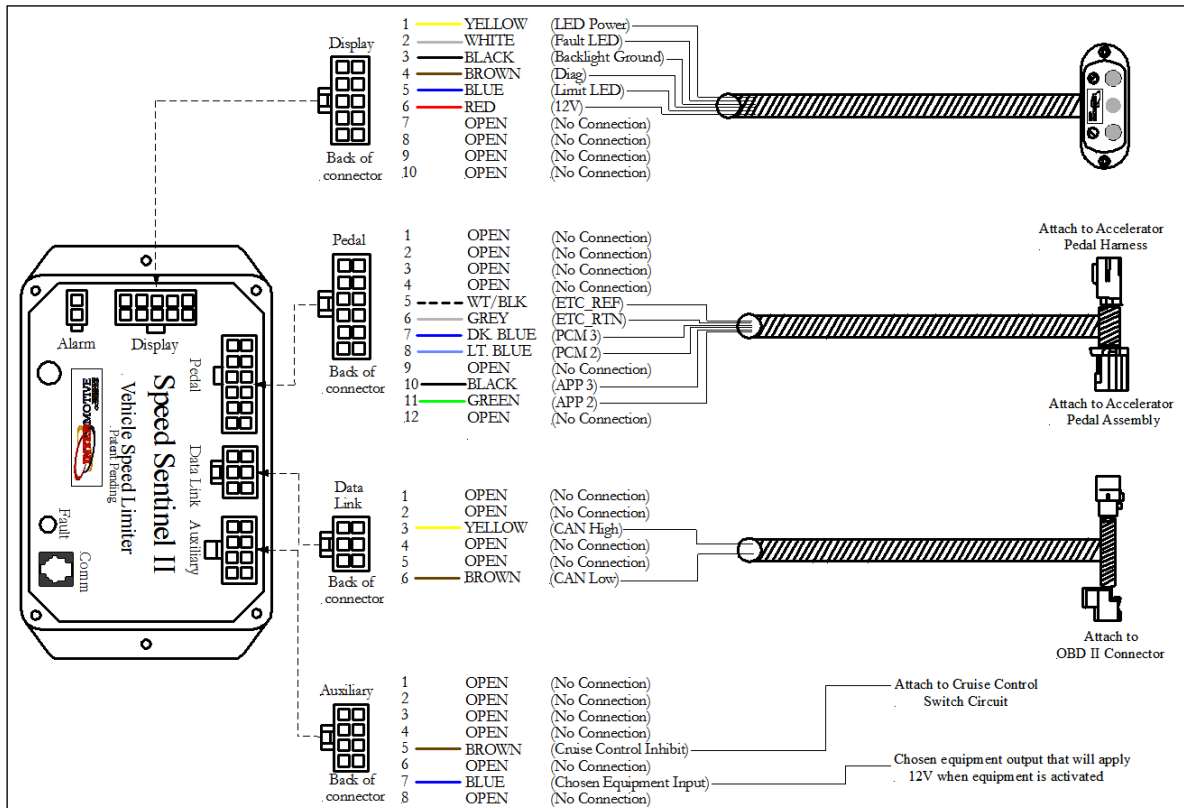 Display
Back of
connector
1 YELLOW (LED Power)
2 WHITE (Fault LED)
3 BLACK (Backlight Ground)
4 BROWN (Diag)
5 BLUE (Limit LED)
6 RED (12V)
7 OPEN (No Connection)
8 OPEN (No Connection)
9 OPEN (No Connection)
10 OPEN (No Connection)
Pedal
Back of
connector
1 OPEN (No Connection)
2 OPEN (No Connection)
3 OPEN (No Connection)
4 OPEN (No Connection)
5 WT/BLK (ETC_REF)
6 GREY (ETC_RTN)
7 DK. BLUE (PCM 3)
8 LT. BLUE (PCM 2)
9 OPEN (No Connection)
10 BLACK (APP 3)
11 GREEN (APP 2)
12 OPEN (No Connection)
Attach to Accelerator
Pedal Harness
Attach to Accelerator
Pedal Assembly
Alarm
Display
Pedal
Data Link
Auxiliary
Speed Sentinel II
Vehicle Speed Limiter
Patent Pending
Fault
Comm
Data
Link
Back of
connector
1 OPEN (No Connection)
2 OPEN (No Connection)
3 YELLOW (CAN High)
4 OPEN (No Connection)
5 OPEN (No Connection)
6 BROWN (CAN Low)
Attach to
OBD II Connector
Auxiliary
Back of
connector
1 OPEN (No Connection)
2 OPEN (No Connection)
3 OPEN (No Connection)
4 OPEN (No Connection)
5 BROWN (Cruise Control Inhibit)
6 OPEN (No Connection)
7 BLUE (Chosen Equipment Input)
8 OPEN (No Connection)
Attach to Cruise Control
Switch Circuit
Chosen equipment output that will apply
12V when equipment is activated